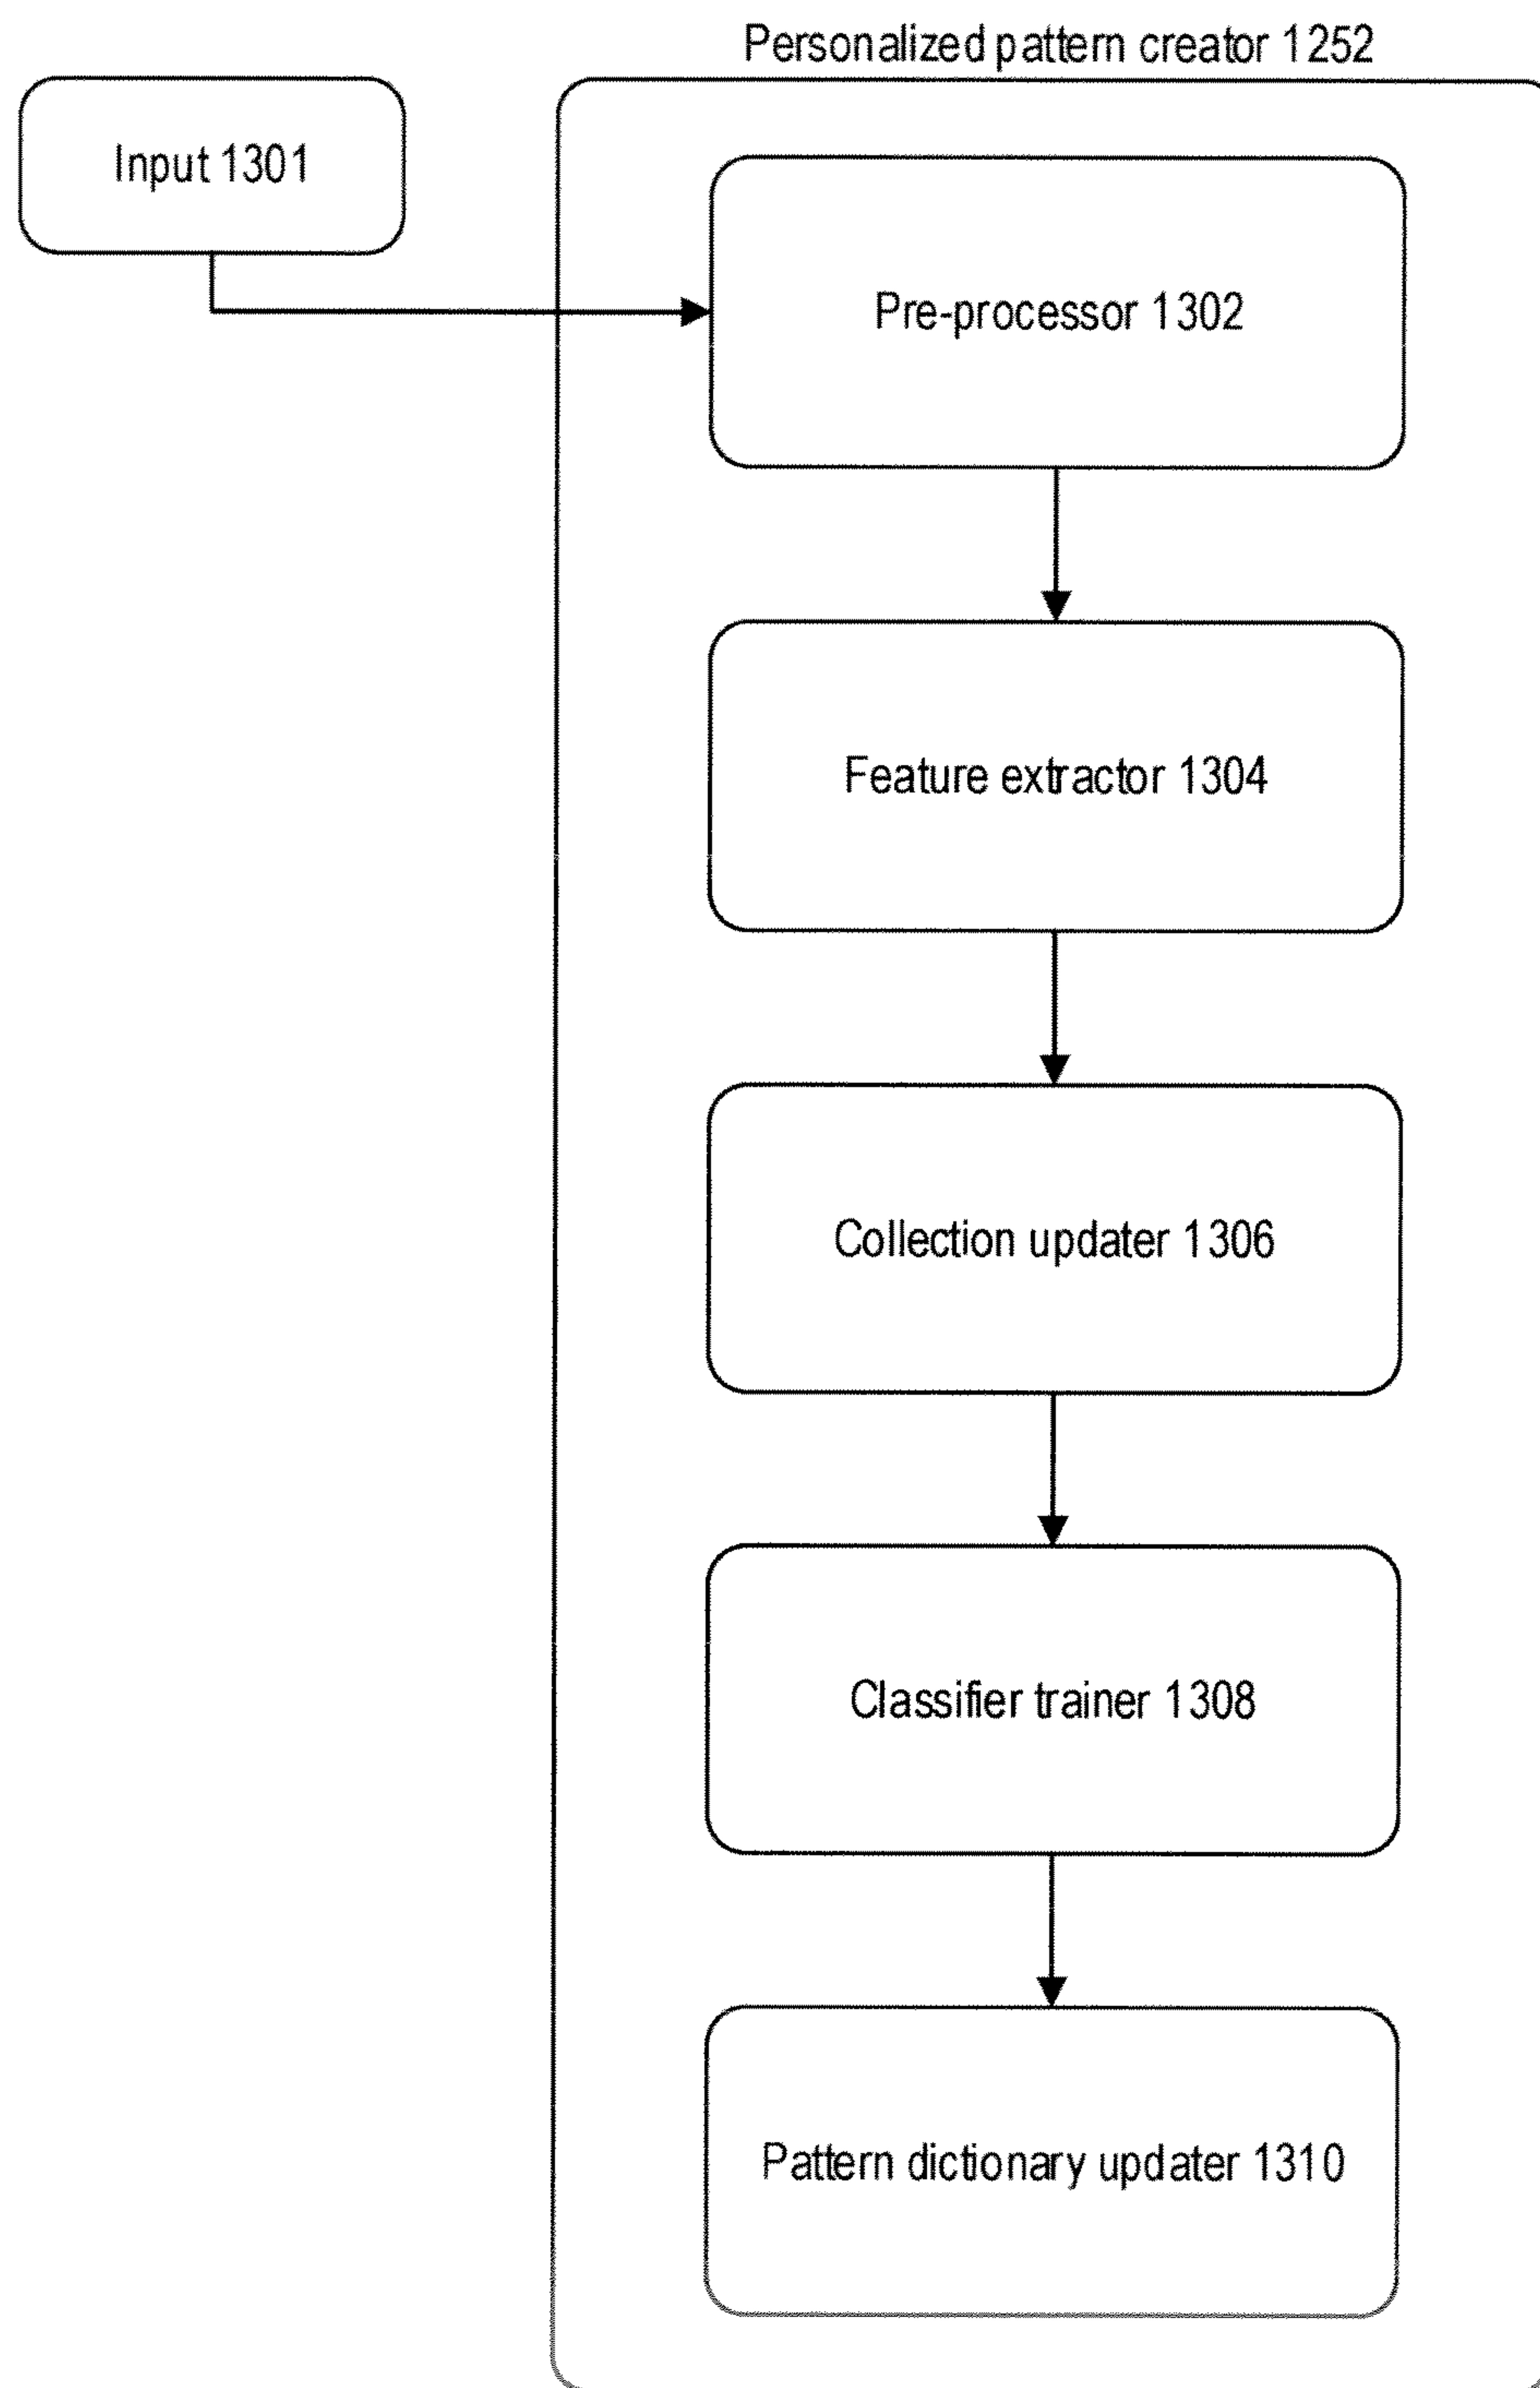 Personalized pattern creator 1252
Input 1301
Pre-processor 1302
Feature extractor 1304
Collection updater 1306
Classifier trainer 1308
Pattern dictionary updater 1310